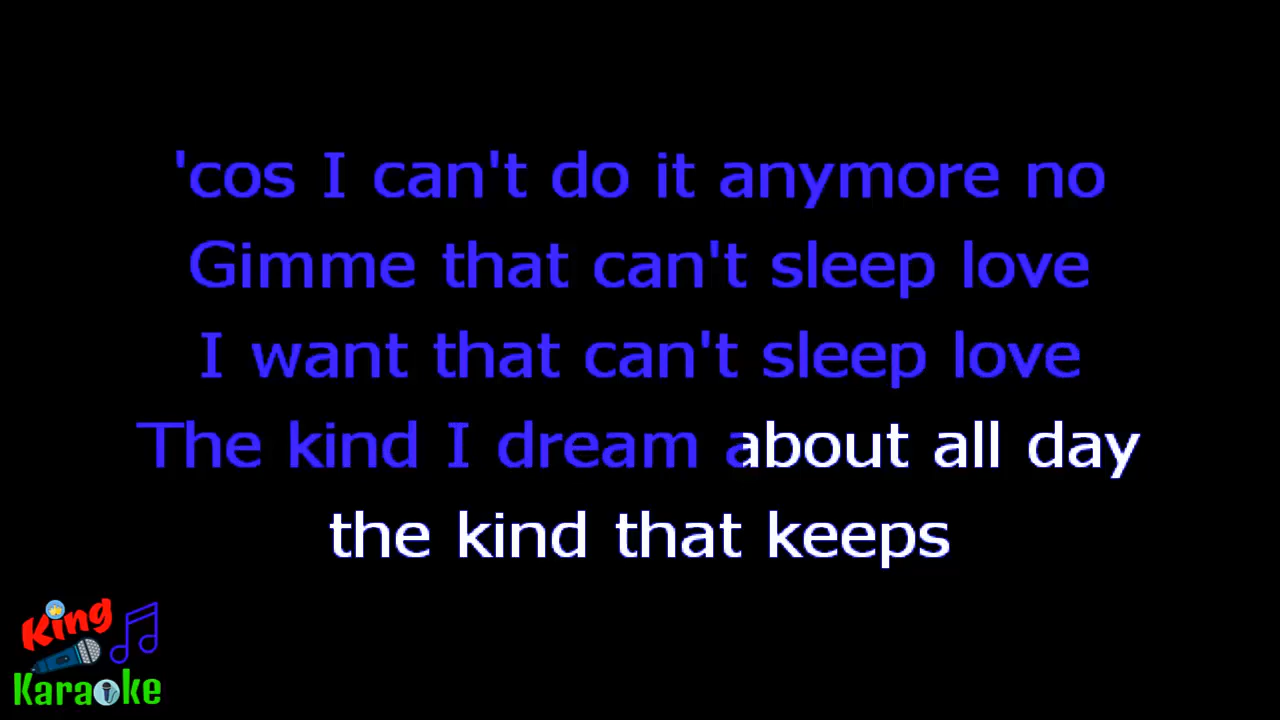 'cos I can't do it anymore no
Gimme that can't sleep love
I want that can't sleep love
The kind I dream about all day
the kind that keeps
King
Karaoke